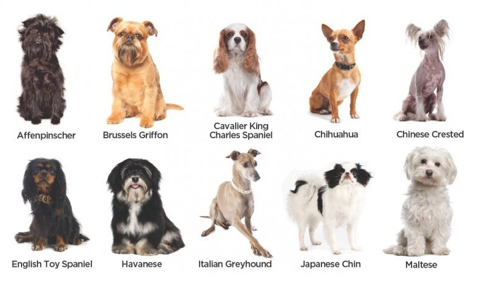 Affenpinscher
Brussels Griffon
Cavalier King
Charles Spaniel
Chihuahua
Chinese Crested
English Toy Spaniel
Havanese
Italian Greyhound
Japanese Chin
Maltese